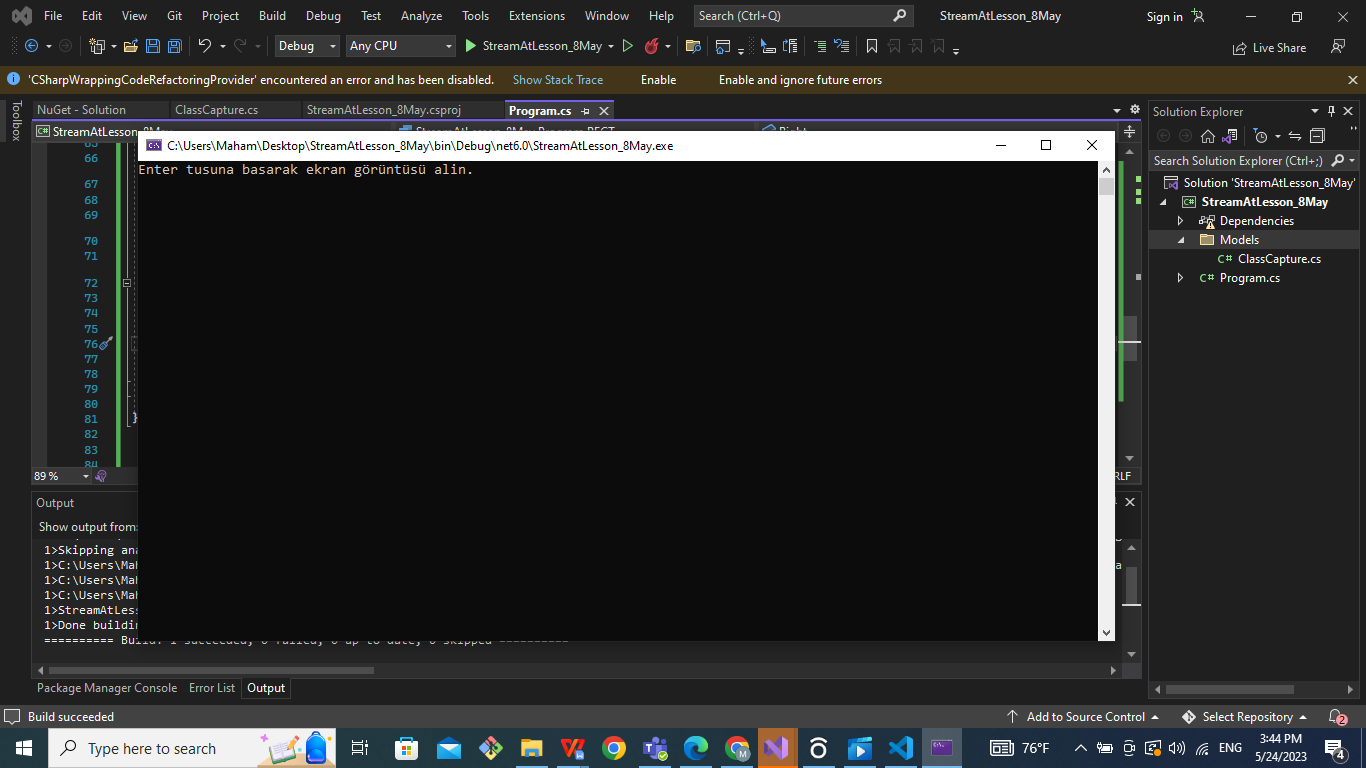 File Edit View Git Project Build Debug Test Analyze Tools Extensions Window Help Search (Ctrl+Q) StreamAtLesson_8May Sign in
Debug Any CPU StreamAtLesson_8May Live Share
'CSharpWrappingCodeRefactoringProvider' encountered an error and has been disabled. Show Stack Trace Enable Enable and ignore future errors
Toolbox
NuGet - Solution ClassCapture.cs StreamAtLesson_8May.csproj Program.cs
Solution Explorer
C# StreamAtLesson_8May
C:\Users\Maham\Desktop\StreamAtLesson_8May\bin\Debug\net6.0\StreamAtLesson_8May.exe
Enter tusuna basarak ekran görüntüsü alin.
Search Solution Explorer (Ctrl+;)
Solution 'StreamAtLesson_8May'
C# StreamAtLesson_8May
Dependencies
Models
C# ClassCapture.cs
C# Program.cs
65
66
67
68
69
70
71
72
73
74
75
76
77
78
79
80
81 }
82
83
84
89 % RLF
Output
Show output from:
1>Skipping ana
1>C:\Users\Mah
1>C:\Users\Mah
1>C:\Users\Mah
1>StreamAtLess
1>Done buildin
========== Build: 1 succeeded, 0 failed, 0 up-to-date, 0 skipped ==========
Package Manager Console Error List Output
Build succeeded Add to Source Control Select Repository 2
Type here to search 76°F ENG 3:44 PM
5/24/2023 4